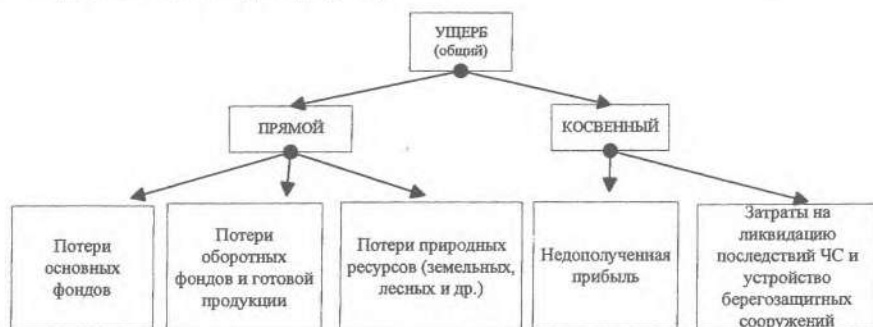 УЩЕРБ
(общий)
ПРЯМОЙ
КОСВЕННЫЙ
Потери
основных
фондов
Потери
оборотных
фондов и готовой
продукции
Потери природных
ресурсов (земельных,
лесных и др.)
Недополученная
прибыль
Затраты на
ликвидацию
последствий ЧС и
устройство
берегозащитных
сооружений